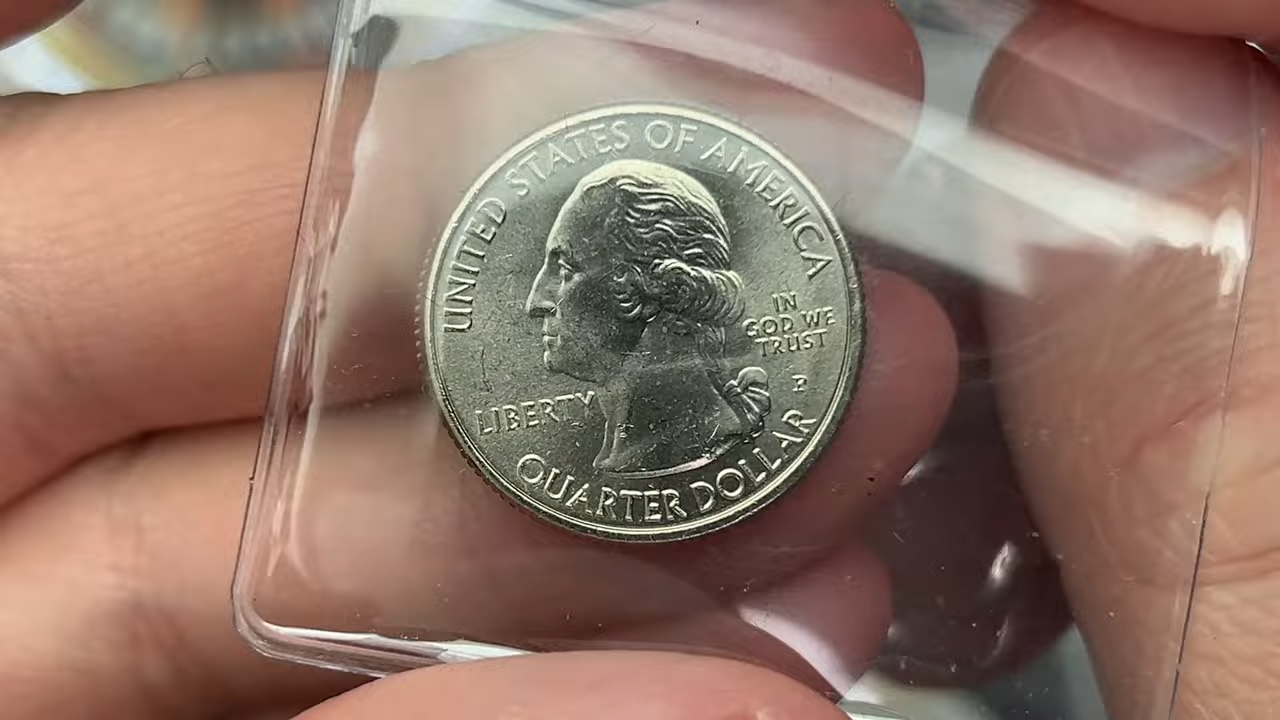 UNITED STATES OF AMERICA
IN
GOD WE
TRUST
P
LIBERTY
QUARTER DOLLAR